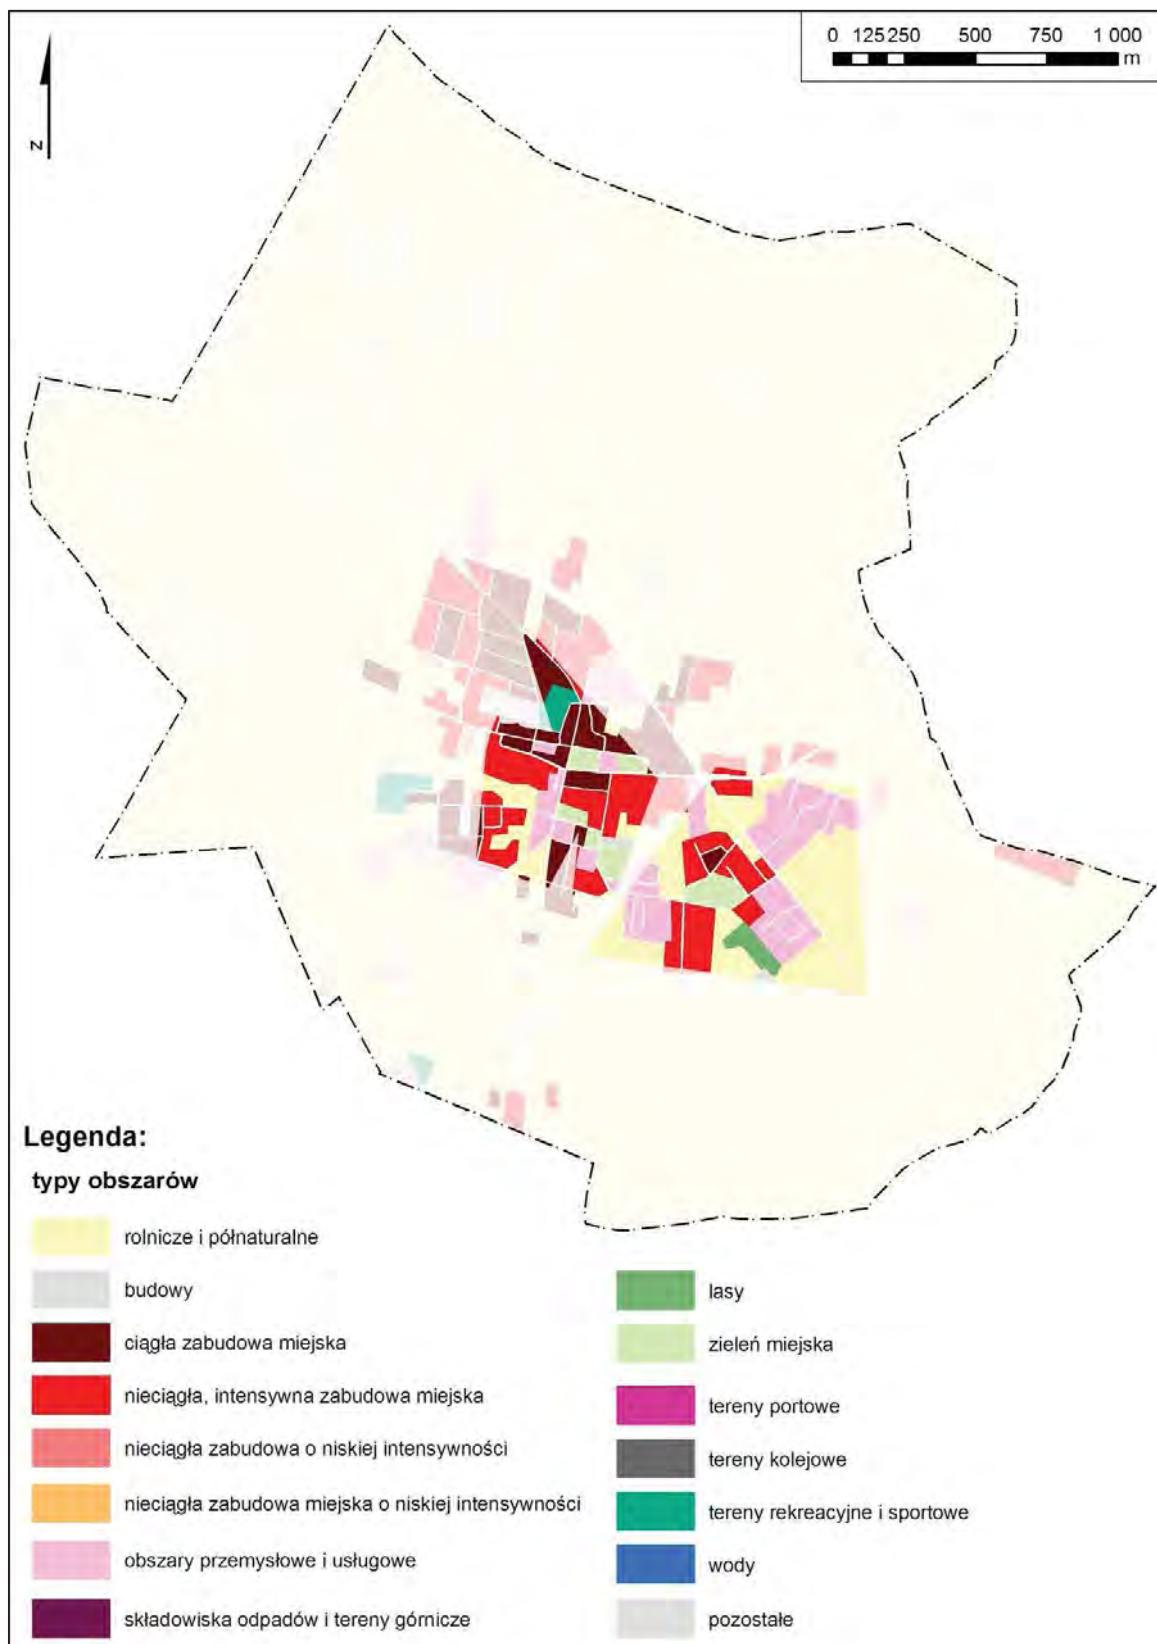 0 125 250 500 750 1 000
m
z
Legenda:
typy obszarów
rolnicze i półnaturalne
budowy
ciągła zabudowa miejska
nieciągła, intensywna zabudowa miejska
nieciągła zabudowa o niskiej intensywności
nieciągła zabudowa miejska o niskiej intensywności
obszary przemysłowe i usługowe
składowiska odpadów i tereny górnicze
lasy
zieleń miejska
tereny portowe
tereny kolejowe
tereny rekreacyjne i sportowe
wody
pozostałe